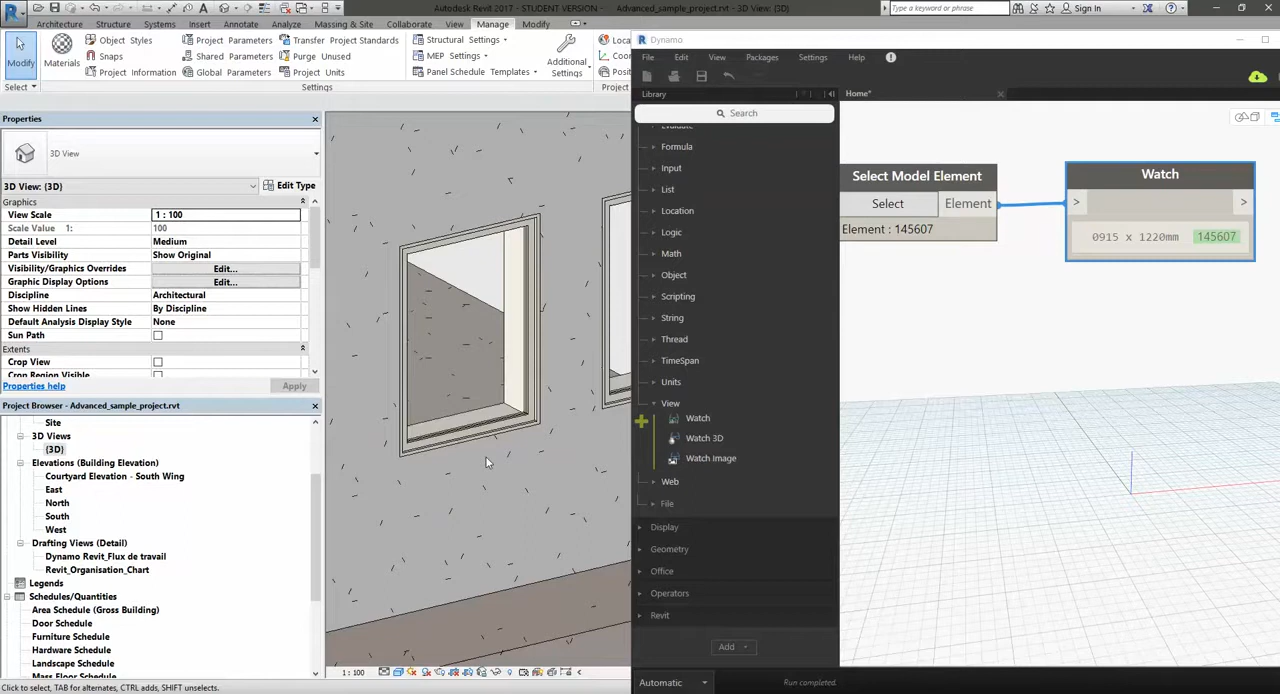 Autodesk Revit 2017 - STUDENT VERSION - Advanced_sample_project.rvt - 3D View: {3D}
Type a keyword or phrase
Sign In
Architecture Structure Systems Insert Annotate Analyze Massing & Site Collaborate View Manage Modify
Modify
Select
Materials
Object Styles
Snaps
Project Information
Project Parameters
Shared Parameters
Global Parameters
Transfer Project Standards
Purge Unused
Project Units
Settings
Structural Settings
MEP Settings
Panel Schedule Templates
Additional
Settings
Project
Properties
3D View
3D View: {3D}
Edit Type
Graphics
View Scale 1 : 100
Scale Value 1: 100
Detail Level Medium
Parts Visibility Show Original
Visibility/Graphics Overrides Edit...
Graphic Display Options Edit...
Discipline Architectural
Show Hidden Lines By Discipline
Default Analysis Display Style None
Sun Path
Extents
Crop View
Crop Region Visible
Properties help
Apply
Project Browser - Advanced_sample_project.rvt
Site
3D Views
{3D}
Elevations (Building Elevation)
Courtyard Elevation - South Wing
East
North
South
West
Drafting Views (Detail)
Dynamo Revit_Flux de travail
Revit_Organisation_Chart
Legends
Schedules/Quantities
Area Schedule (Gross Building)
Door Schedule
Furniture Schedule
Hardware Schedule
Landscape Schedule
Mass Floor Schedule
1 : 100
Click to select, TAB for alternates, CTRL adds, SHIFT unselects.
Dynamo
File Edit View Packages Settings Help
Library
Search
Evaluate
Formula
Input
List
Location
Logic
Math
Object
Scripting
String
Thread
TimeSpan
Units
View
Watch
Watch 3D
Watch Image
Web
File
Display
Geometry
Office
Operators
Revit
Add
Automatic
Run completed.
Home*
Select Model Element
Select Element
Element : 145607
Watch
> >
0915 x 1220mm 145607